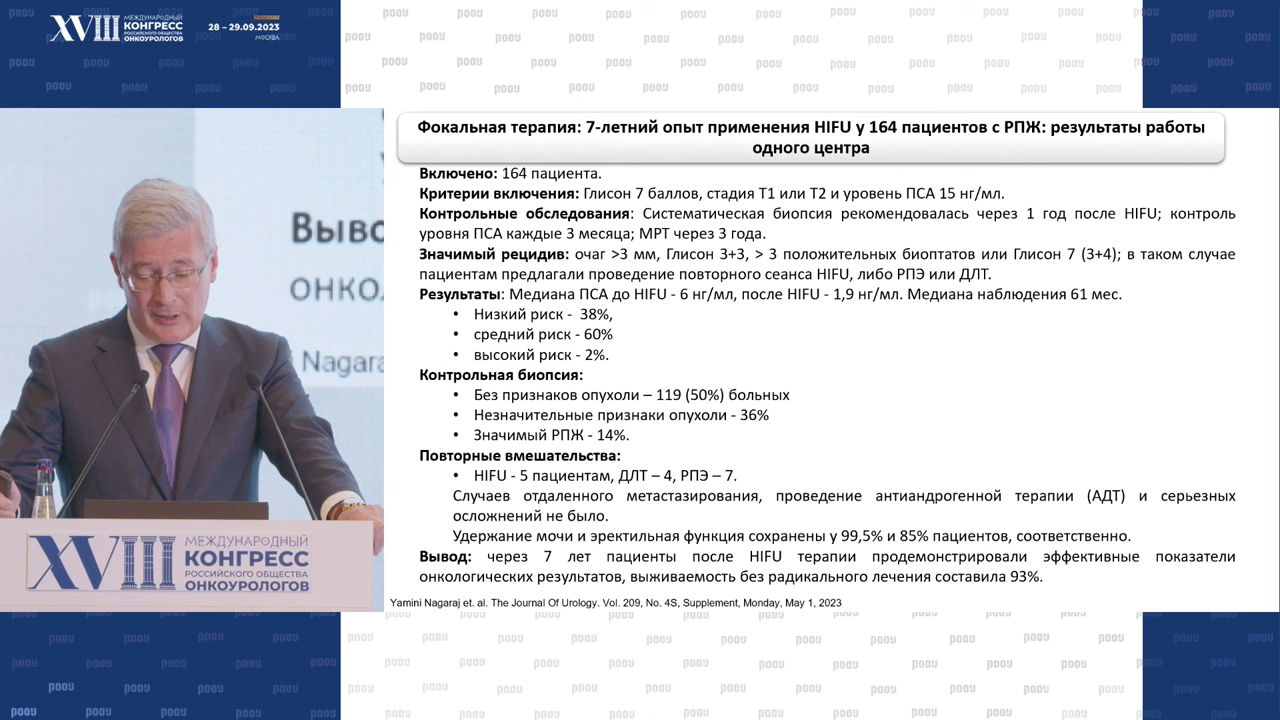 XVIII МЕЖДУНАРОДНЫЙ
КОНГРЕСС
РОССИЙСКОГО ОБЩЕСТВА
ОНКОУРОЛОГОВ
28 – 29.09.2023
МОСКВА
Фокальная терапия: 7-летний опыт применения HIFU у 164 пациентов с РПЖ: результаты работы
одного центра
Включено: 164 пациента.
Критерии включения: Глисон 7 баллов, стадия T1 или T2 и уровень ПСА 15 нг/мл.
Контрольные обследования: Систематическая биопсия рекомендовалась через 1 год после HIFU; контроль
уровня ПСА каждые 3 месяца; МРТ через 3 года.
Значимый рецидив: очаг >3 мм, Глисон 3+3, > 3 положительных биоптатов или Глисон 7 (3+4); в таком случае
пациентам предлагали проведение повторного сеанса HIFU, либо РПЭ или ДЛТ.
Результаты: Медиана ПСА до HIFU - 6 нг/мл, после HIFU - 1,9 нг/мл. Медиана наблюдения 61 мес.
• Низкий риск - 38%,
• средний риск - 60%
• высокий риск - 2%.
Контрольная биопсия:
• Без признаков опухоли – 119 (50%) больных
• Незначительные признаки опухоли - 36%
• Значимый РПЖ - 14%.
Повторные вмешательства:
• HIFU - 5 пациентам, ДЛТ – 4, РПЭ – 7.
Случаев отдаленного метастазирования, проведение антиандрогенной терапии (АДТ) и серьезных
осложнений не было.
Удержание мочи и эректильная функция сохранены у 99,5% и 85% пациентов, соответственно.
Вывод: через 7 лет пациенты после HIFU терапии продемонстрировали эффективные показатели
онкологических результатов, выживаемость без радикального лечения составила 93%.
Yamini Nagaraj et. al. The Journal Of Urology. Vol. 209, No. 4S, Supplement, Monday, May 1, 2023
Выво
онко
Nagara
XVIII МЕЖДУНАРОДНЫЙ
КОНГРЕСС
РОССИЙСКОГО ОБЩЕСТВА
ОНКОУРОЛОГОВ